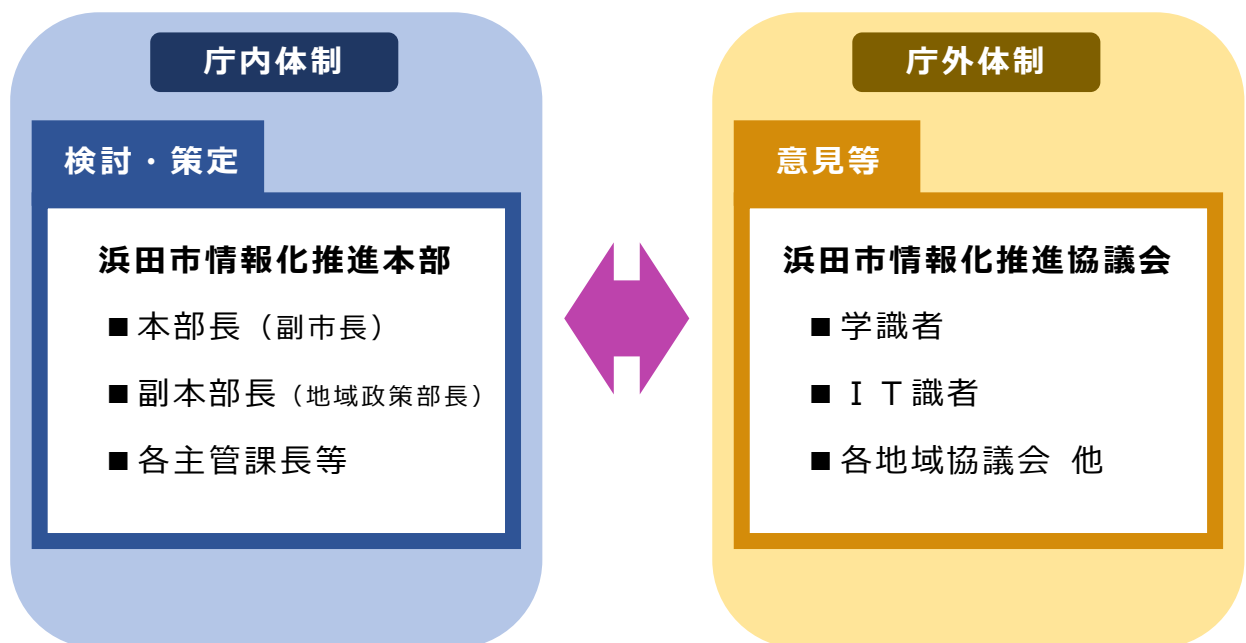 庁内体制
検討・策定
浜田市情報化推進本部
■本部長（副市長）
■副本部長（地域政策部長）
■各主管課長等
庁外体制
意見等
浜田市情報化推進協議会
■学識者
■ＩＴ識者
■各地域協議会 他